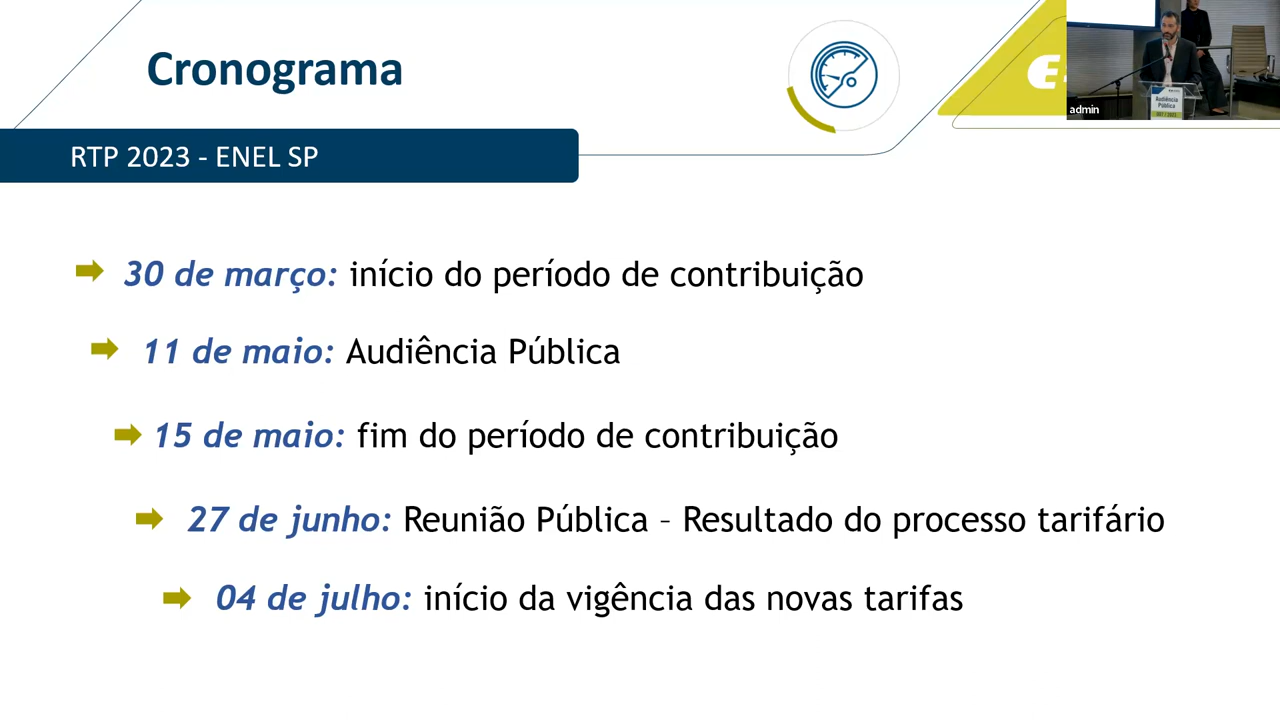 Cronograma
RTP 2023 - ENEL SP
30 de março: início do período de contribuição
11 de maio: Audiência Pública
15 de maio: fim do período de contribuição
27 de junho: Reunião Pública – Resultado do processo tarifário
04 de julho: início da vigência das novas tarifas
admin
Audiência
Pública